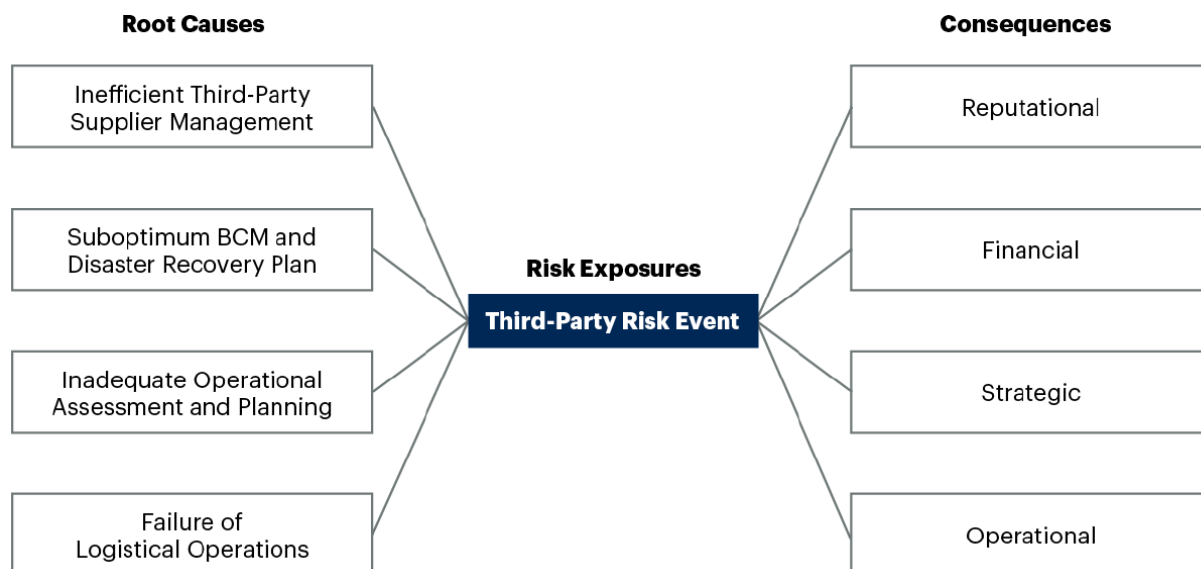 Root Causes
Inefficient Third-Party
Supplier Management
Suboptimum BCM and
Disaster Recovery Plan
Inadequate Operational
Assessment and Planning
Failure of
Logistical Operations
Risk Exposures
Third-Party Risk Event
Consequences
Reputational
Financial
Strategic
Operational